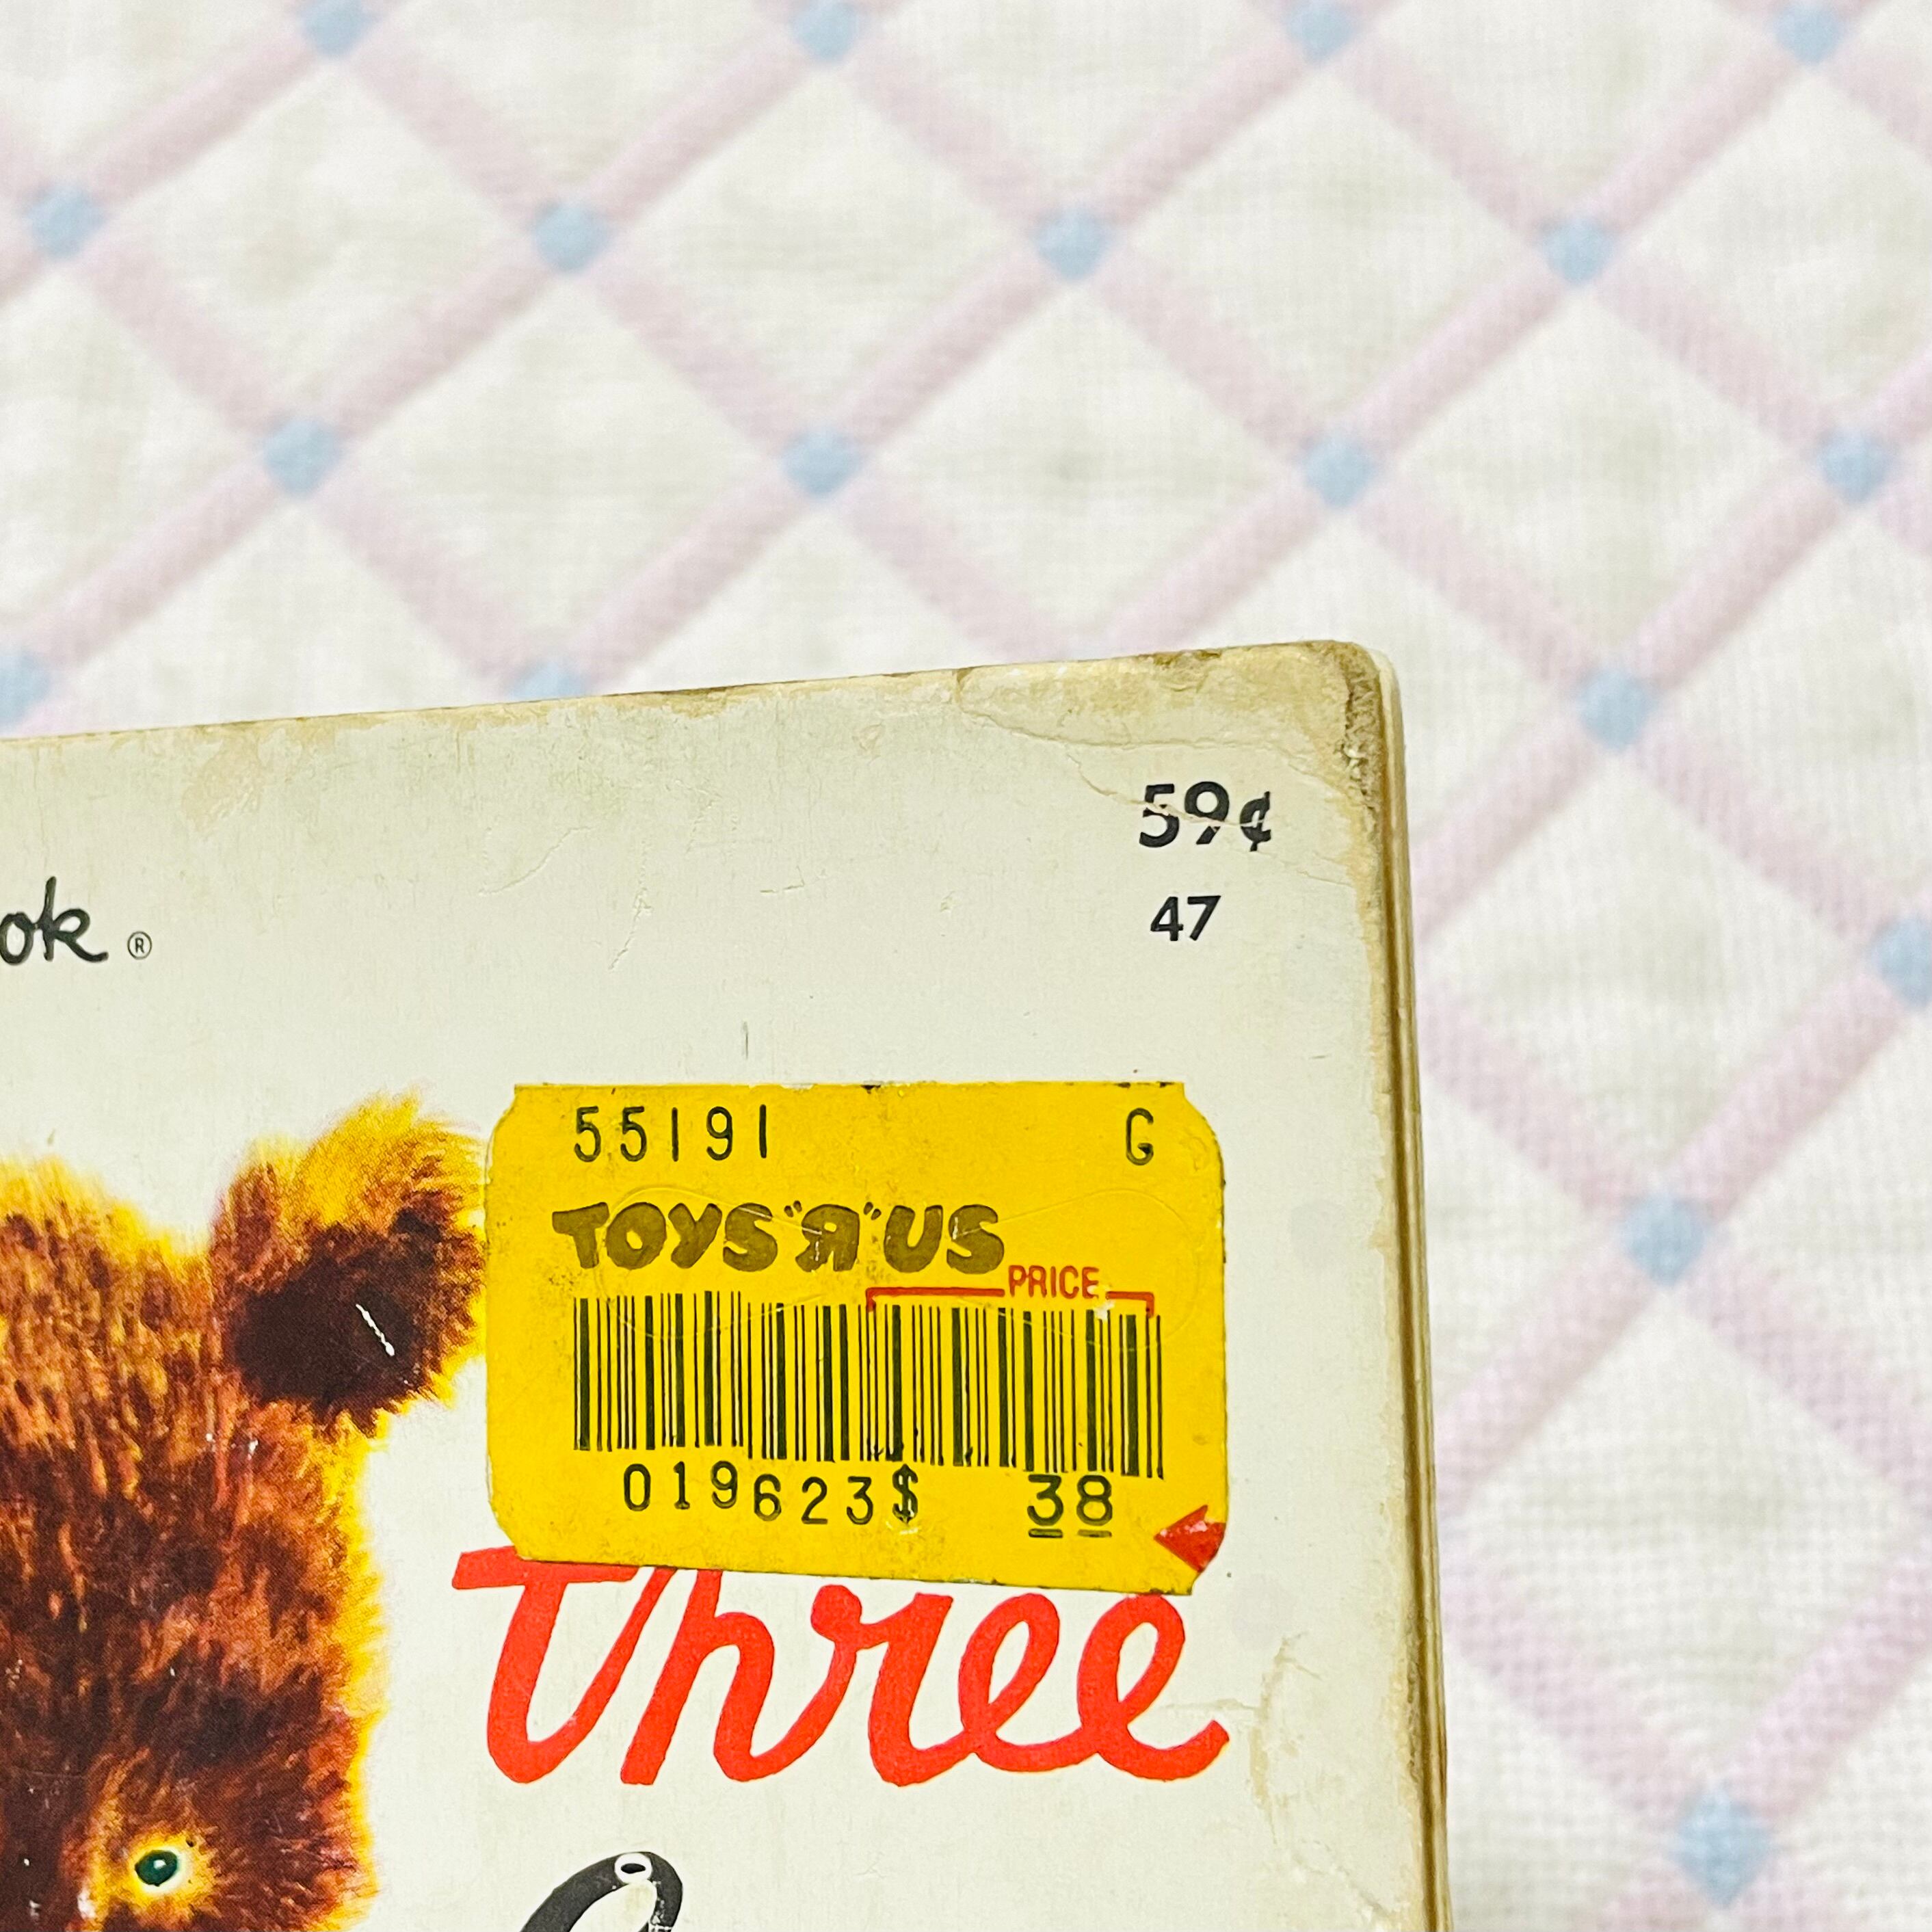 59¢
47
ok ®
55191 G
TOYS "R" US
PRICE
019623$ 38
Three